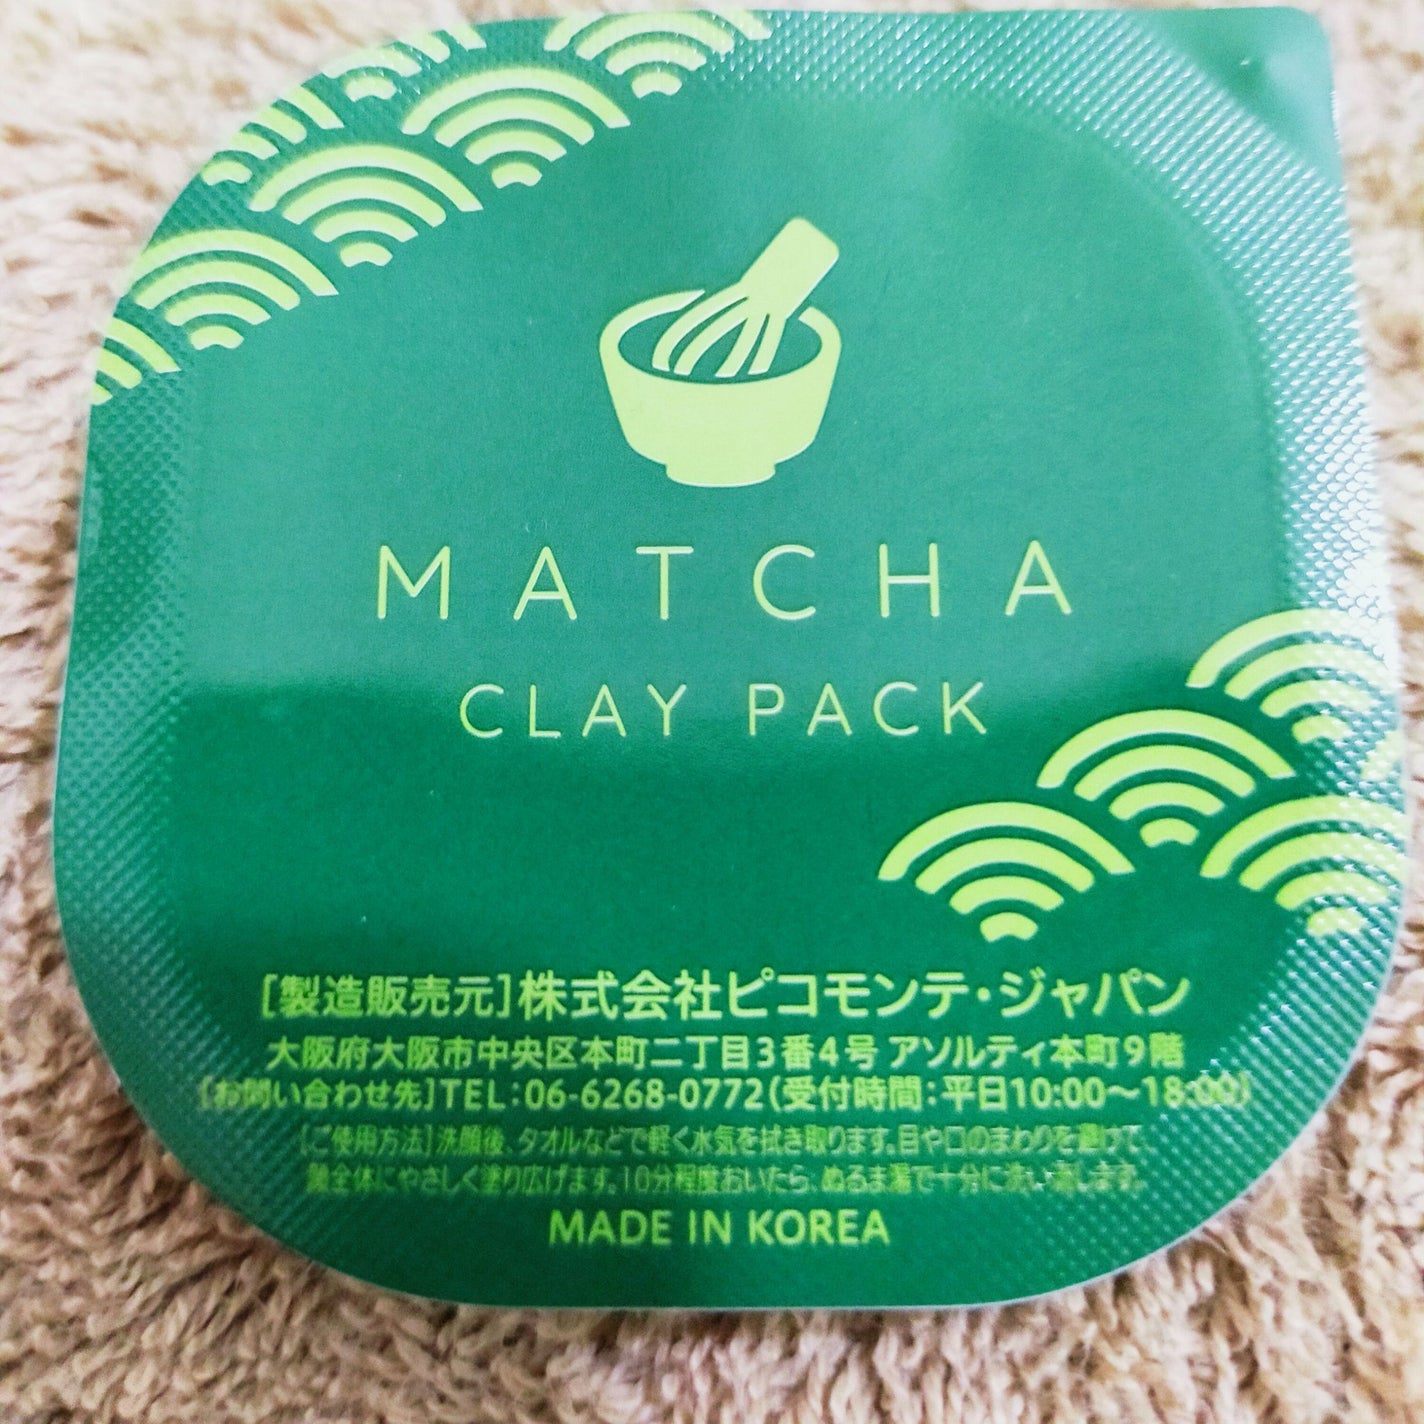 MATCHA
CLAY PACK
[製造販売元]株式会社ピコモンテ・ジャパン
大阪府大阪市中央区本町二丁目3番4号 アソルティ本町9階
[お問い合わせ先]TEL：06-6268-0772(受付時間：平日10:00〜18:00)
[ご使用方法]洗顔後、タオルなどで軽く水気を拭き取ります。目や口のまわりを避けて、
顔全体にやさしく塗り広げます。10分程度おいたら、ぬるま湯で十分に洗い流します。
MADE IN KOREA